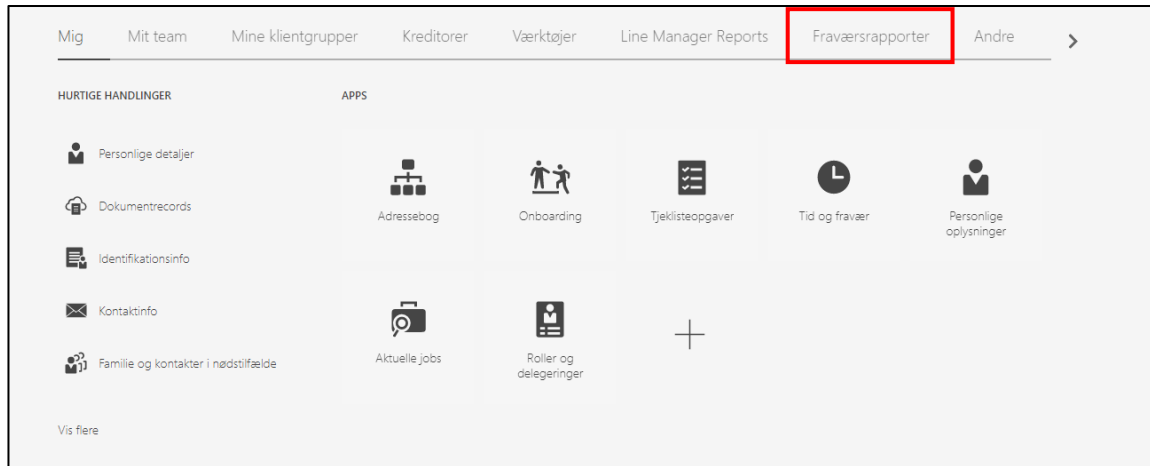 Mig Mit team Mine klientgrupper Kreditorer Værktøjer Line Manager Reports Fraværsrapporter Andre
HURTIGE HANDLINGER
Personlige detaljer
Dokumentrecords
Identifikationsinfo
Kontaktinfo
Familie og kontakter i nødstilfælde
Vis flere
APPS
Adressebog
Onboarding
Tjeklisteopgaver
Tid og fravær
Personlige
oplysninger
Aktuelle jobs
Roller og
delegeringer